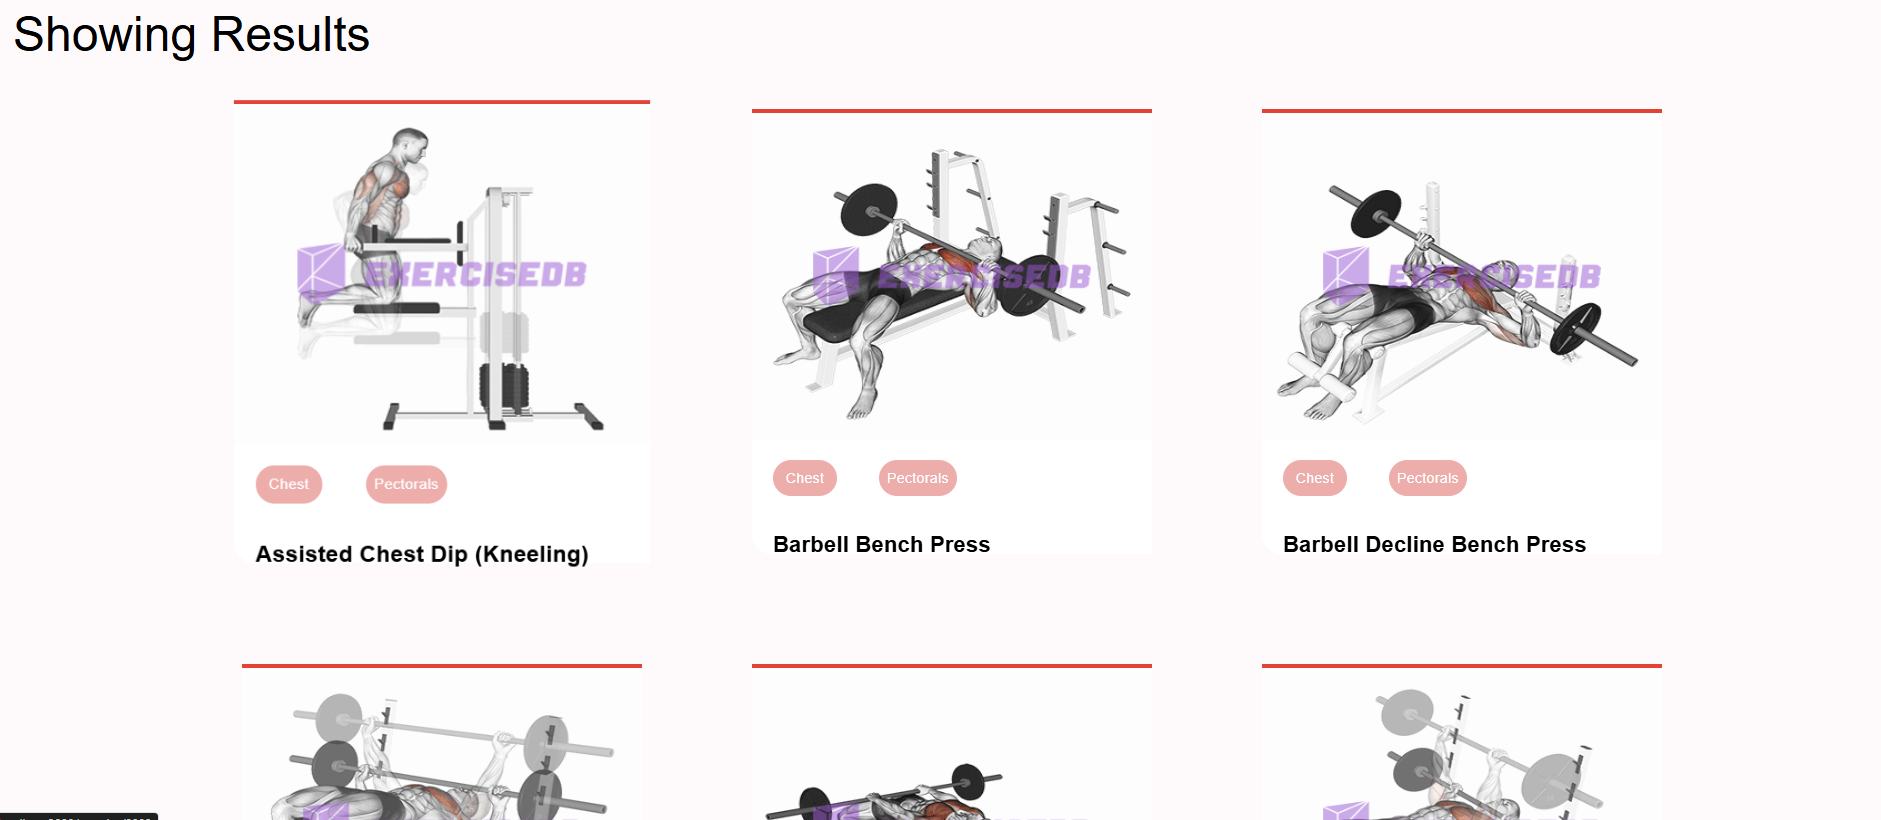 Showing Results
EXERCISEDB
EXERCISEDB
EXERCISEDB
Chest
Pectorals
Chest
Pectorals
Chest
Pectorals
Assisted Chest Dip (Kneeling)
Barbell Bench Press
Barbell Decline Bench Press